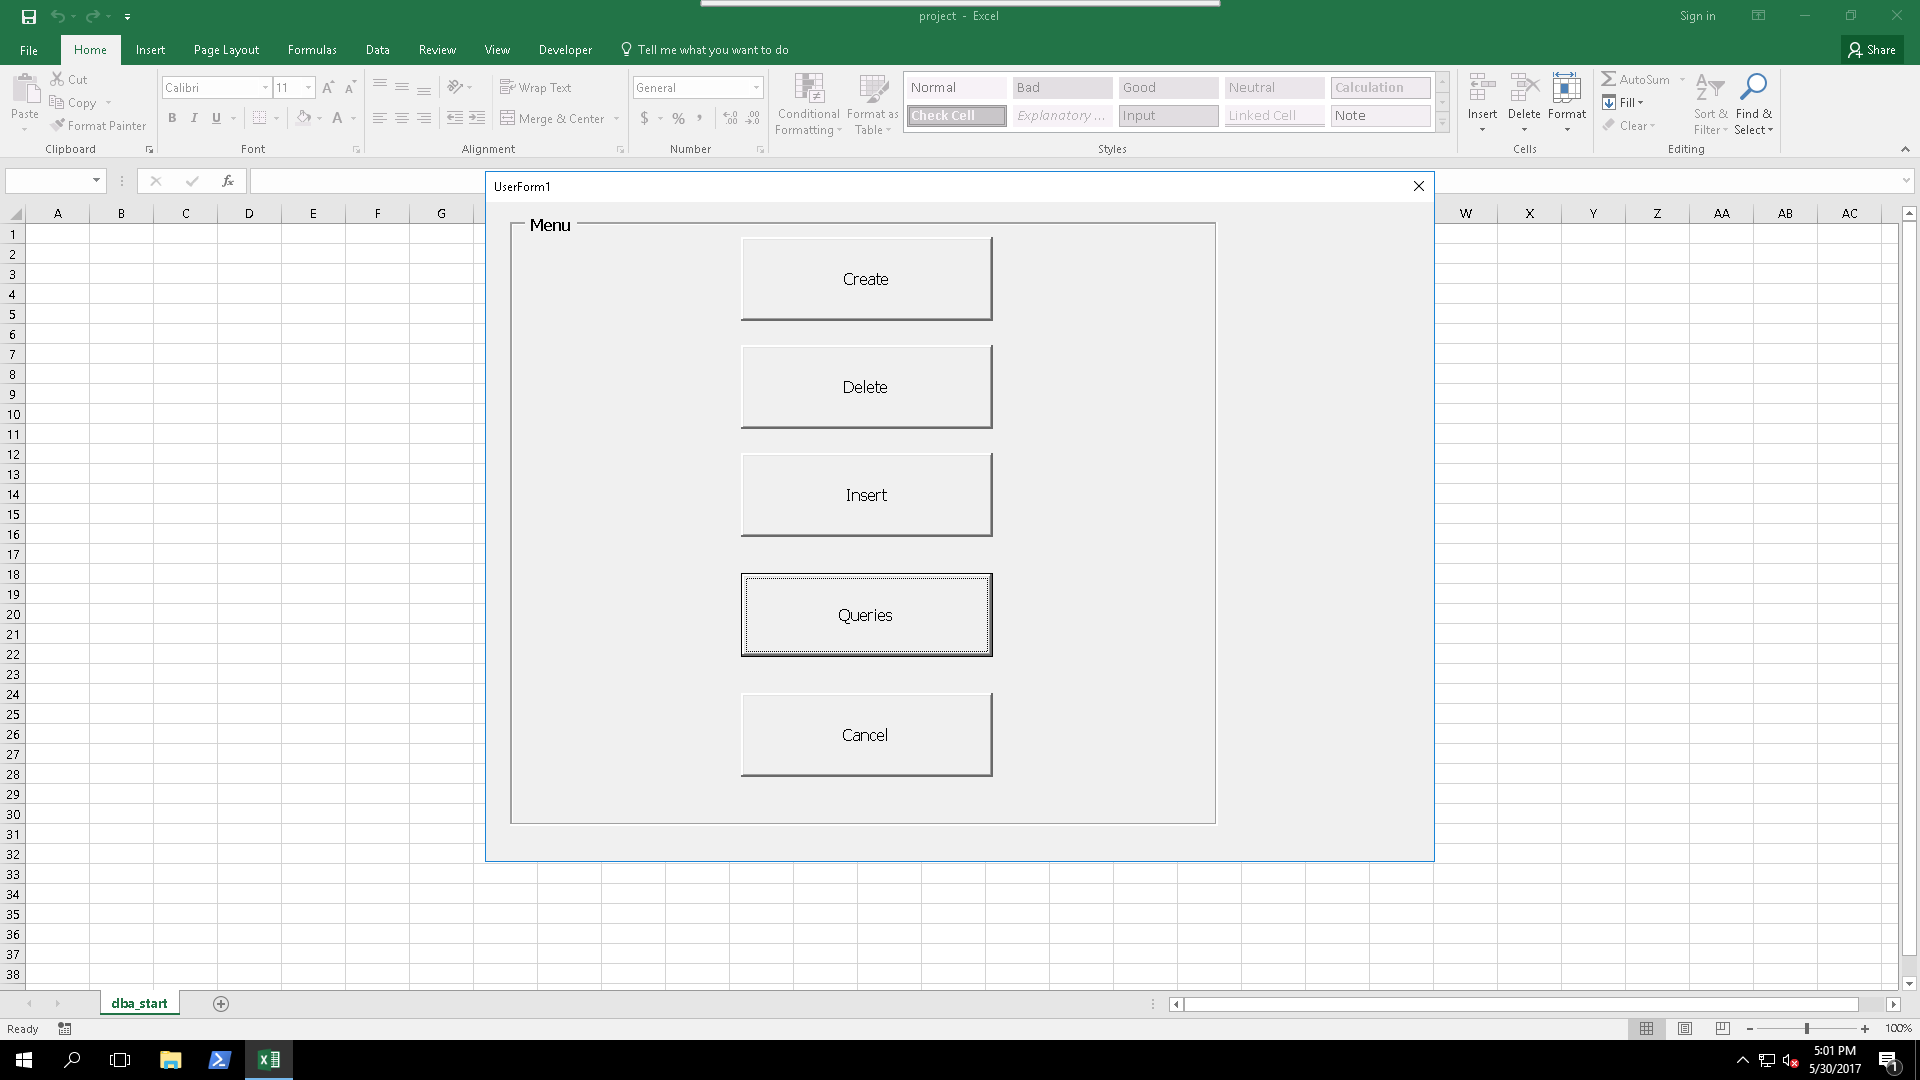 project - Excel
Sign in
File Home Insert Page Layout Formulas Data Review View Developer Tell me what you want to do Share
Paste
Cut
Copy
Format Painter
Clipboard
Calibri 11
B I U A
Font
Wrap Text
Merge & Center
Alignment
General
$ % ,
Number
Conditional Formatting
Format as Table
Normal Bad Good Neutral Calculation
Check Cell Explanatory ... Input Linked Cell Note
Styles
Insert Delete Format
Cells
AutoSum
Fill
Clear
Sort & Filter
Find & Select
Editing
fx
UserForm1
A B C D E F G W X Y Z AA AB AC
1
2
3
4
5
6
7
8
9
10
11
12
13
14
15
16
17
18
19
20
21
22
23
24
25
26
27
28
29
30
31
32
33
34
35
36
37
38
Menu
Create
Delete
Insert
Queries
Cancel
dba_start
Ready
100%
5:01 PM
5/30/2017
1